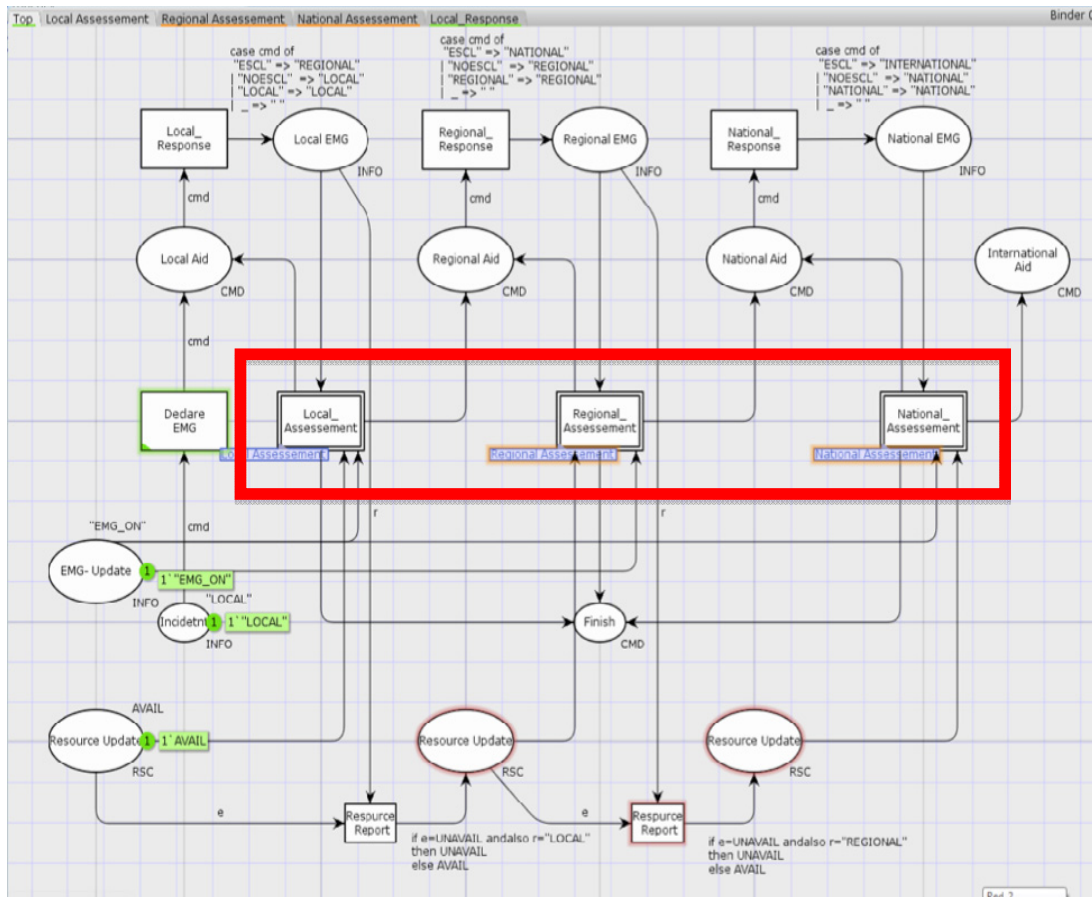 Top Local Assessement Regional Assessement National Assessement Local_Response
Binder
case cmd of
"ESCL" => "REGIONAL"
| "NOESCL" => "LOCAL"
| "LOCAL" => "LOCAL"
| _ => " "
case cmd of
"ESCL" => "NATIONAL"
| "NOESCL" => "REGIONAL"
| "REGIONAL" => "REGIONAL"
| _ => " "
case cmd of
"ESCL" => "INTERNATIONAL"
| "NOESCL" => "NATIONAL"
| "NATIONAL" => "NATIONAL"
| _ => " "
Local_
Response
Local EMG
INFO
Regional_
Response
Regional EMG
INFO
National_
Response
National EMG
INFO
cmd
cmd
cmd
Local Aid
CMD
Regional Aid
CMD
National Aid
CMD
International
Aid
CMD
cmd
Declare
EMG
Local_
Assessement
Regional_
Assessement
National_
Assessement
Local Assessement
Regional Assessement
National Assessement
"EMG_ON"
cmd
r
r
EMG- Update
1
1`"EMG_ON"
INFO
"LOCAL"
Incidetnt
1
1`"LOCAL"
INFO
Finish
CMD
AVAIL
Resource Update
1
1`AVAIL
RSC
Resource Update
RSC
Resource Update
RSC
e
Respurce
Report
e
Respurce
Report
if e=UNAVAIL andalso r="LOCAL"
then UNAVAIL
else AVAIL
if e=UNAVAIL andalso r="REGIONAL"
then UNAVAIL
else AVAIL